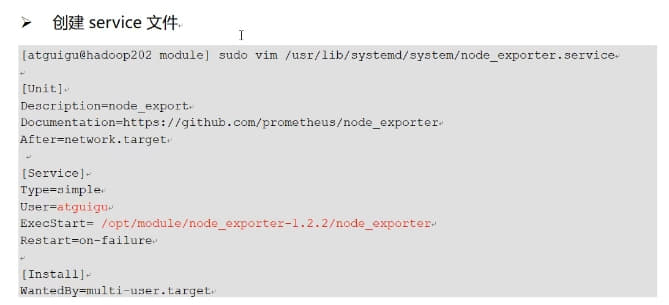 ➤ 创建 service 文件
[atguigu@hadoop202 module] sudo vim /usr/lib/systemd/system/node_exporter.service
[Unit]
Description=node_export
Documentation=https://github.com/prometheus/node_exporter
After=network.target
[Service]
Type=simple
User=atguigu
ExecStart= /opt/module/node_exporter-1.2.2/node_exporter
Restart=on-failure
[Install]
WantedBy=multi-user.target